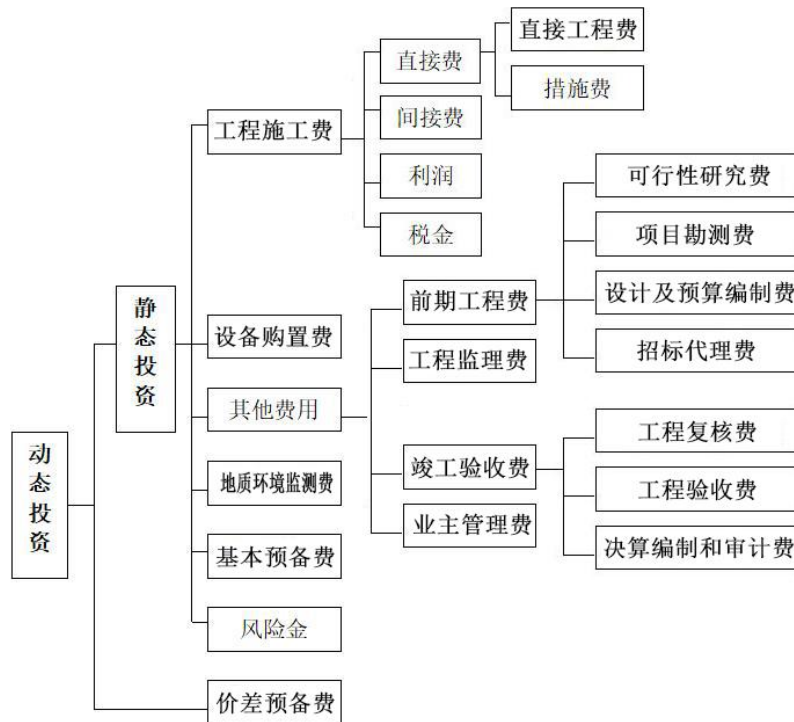 动态投资
静态投资
工程施工费
直接费
直接工程费
措施费
间接费
利润
税金
设备购置费
其他费用
前期工程费
可行性研究费
项目勘测费
设计及预算编制费
招标代理费
工程监理费
竣工验收费
工程复核费
工程验收费
决算编制和审计费
业主管理费
地质环境监测费
基本预备费
风险金
价差预备费